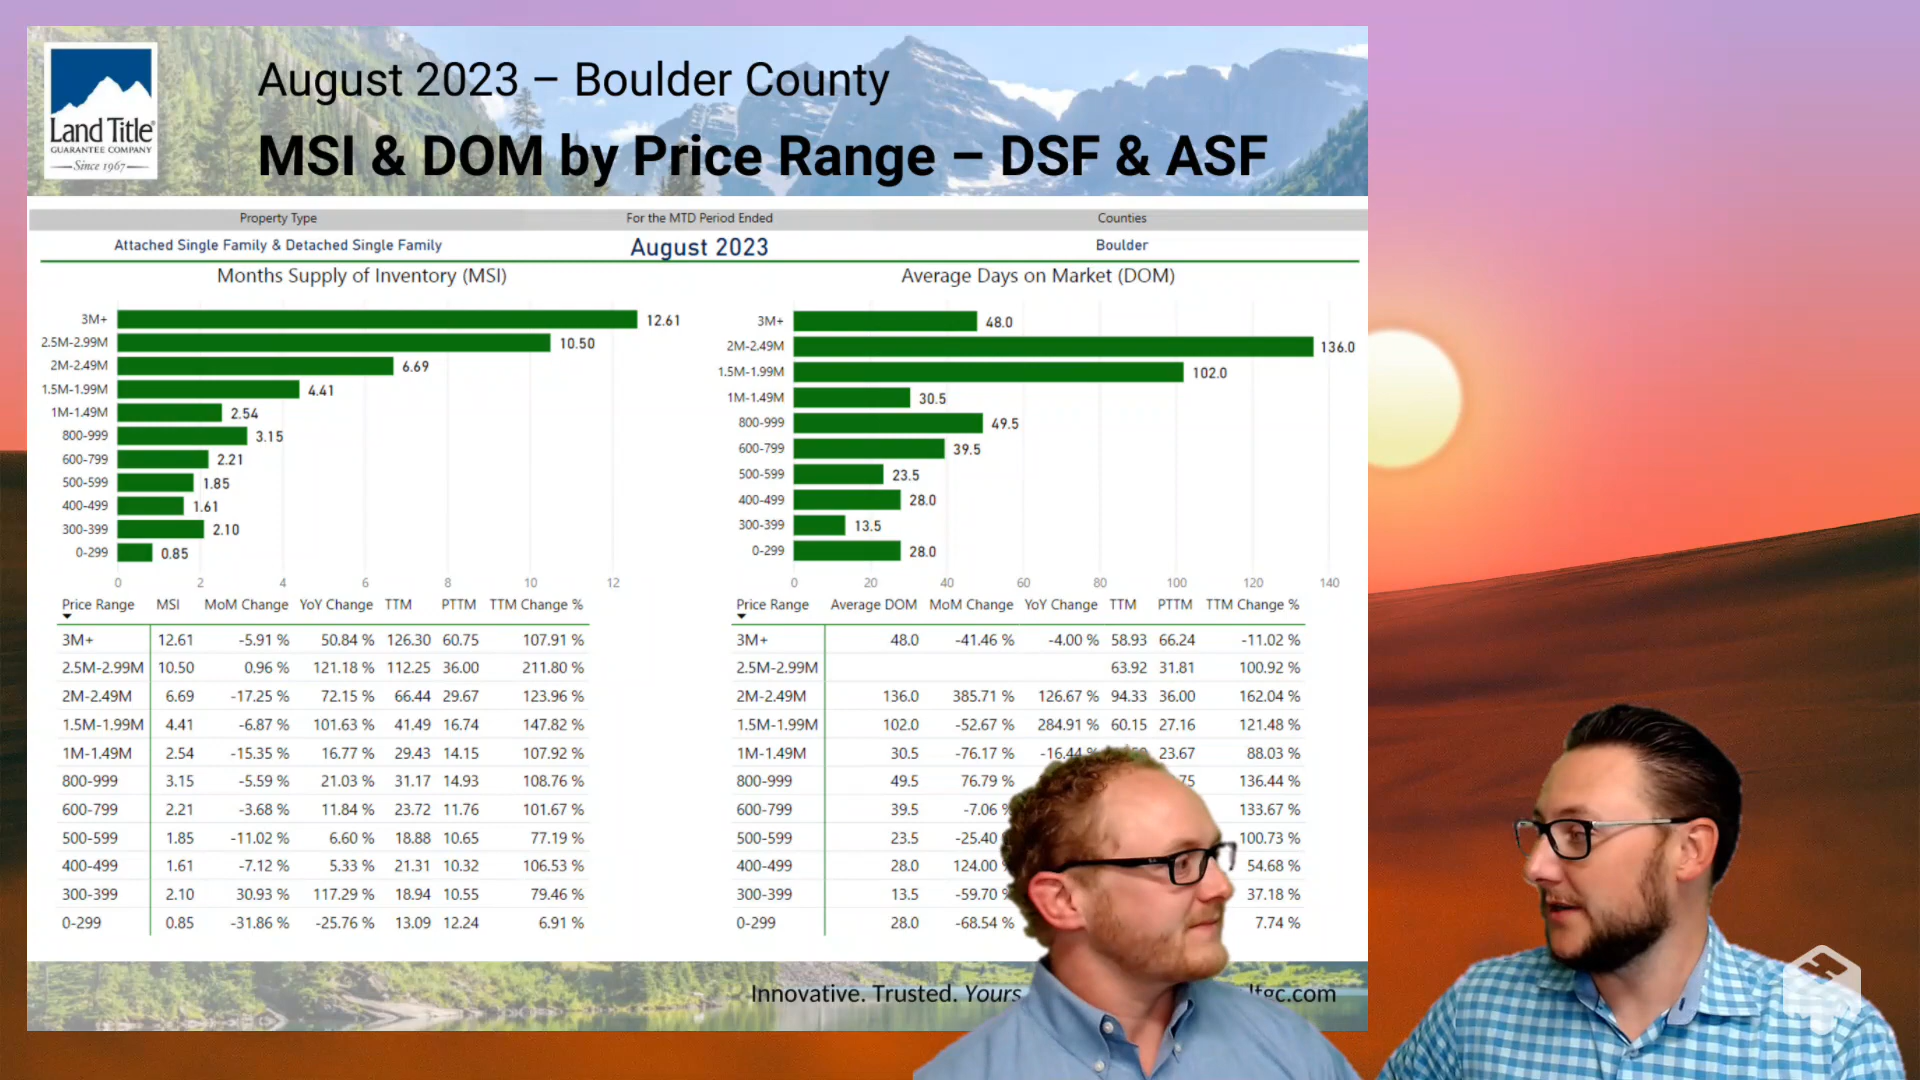 August 2023 – Boulder County
MSI & DOM by Price Range – DSF & ASF
Land Title
GUARANTEE COMPANY
Since 1967
Property Type For the MTD Period Ended Counties
Attached Single Family & Detached Single Family August 2023 Boulder
Months Supply of Inventory (MSI)
3M+ 12.61
2.5M-2.99M 10.50
2M-2.49M 6.69
1.5M-1.99M 4.41
1M-1.49M 2.54
800-999 3.15
600-799 2.21
500-599 1.85
400-499 1.61
300-399 2.10
0-299 0.85
0 2 4 6 8 10 12
Price Range MSI MoM Change YoY Change TTM PTTM TTM Change %
3M+ 12.61 -5.91 % 50.84 % 126.30 60.75 107.91 %
2.5M-2.99M 10.50 0.96 % 121.18 % 112.25 36.00 211.80 %
2M-2.49M 6.69 -17.25 % 72.15 % 66.44 29.67 123.96 %
1.5M-1.99M 4.41 -6.87 % 101.63 % 41.49 16.74 147.82 %
1M-1.49M 2.54 -15.35 % 16.77 % 29.43 14.15 107.92 %
800-999 3.15 -5.59 % 21.03 % 31.17 14.93 108.76 %
600-799 2.21 -3.68 % 11.84 % 23.72 11.76 101.67 %
500-599 1.85 -11.02 % 6.60 % 18.88 10.65 77.19 %
400-499 1.61 -7.12 % 5.33 % 21.31 10.32 106.53 %
300-399 2.10 30.93 % 117.29 % 18.94 10.55 79.46 %
0-299 0.85 -31.86 % -25.76 % 13.09 12.24 6.91 %
Average Days on Market (DOM)
3M+ 48.0
2M-2.49M 136.0
1.5M-1.99M 102.0
1M-1.49M 30.5
800-999 49.5
600-799 39.5
500-599 23.5
400-499 28.0
300-399 13.5
0-299 28.0
0 20 40 60 80 100 120 140
Price Range Average DOM MoM Change YoY Change TTM PTTM TTM Change %
3M+ 48.0 -41.46 % -4.00 % 58.93 66.24 -11.02 %
2.5M-2.99M 63.92 31.81 100.92 %
2M-2.49M 136.0 385.71 % 126.67 % 94.33 36.00 162.04 %
1.5M-1.99M 102.0 -52.67 % 284.91 % 60.15 27.16 121.48 %
1M-1.49M 30.5 -76.17 % -16.44 % 23.67 88.03 %
800-999 49.5 76.79 % 136.44 %
600-799 39.5 -7.06 % 133.67 %
500-599 23.5 -25.40 100.73 %
400-499 28.0 124.00 54.68 %
300-399 13.5 -59.70 % 37.18 %
0-299 28.0 -68.54 % 7.74 %
Innovative. Trusted. Yours ltgc.com